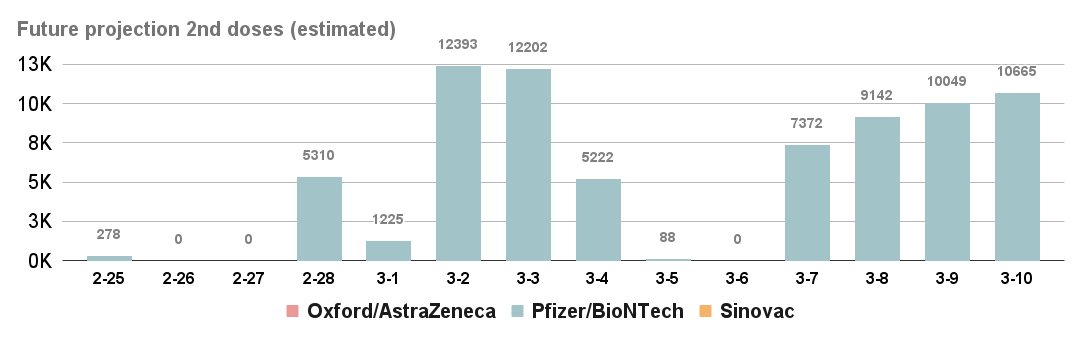 Future projection 2nd doses (estimated)
13K
10K
8K
5K
3K
0K
278
0
0
5310
1225
12393
12202
5222
88
0
7372
9142
10049
10665
2-25 2-26 2-27 2-28 3-1 3-2 3-3 3-4 3-5 3-6 3-7 3-8 3-9 3-10
Oxford/AstraZeneca Pfizer/BioNTech Sinovac